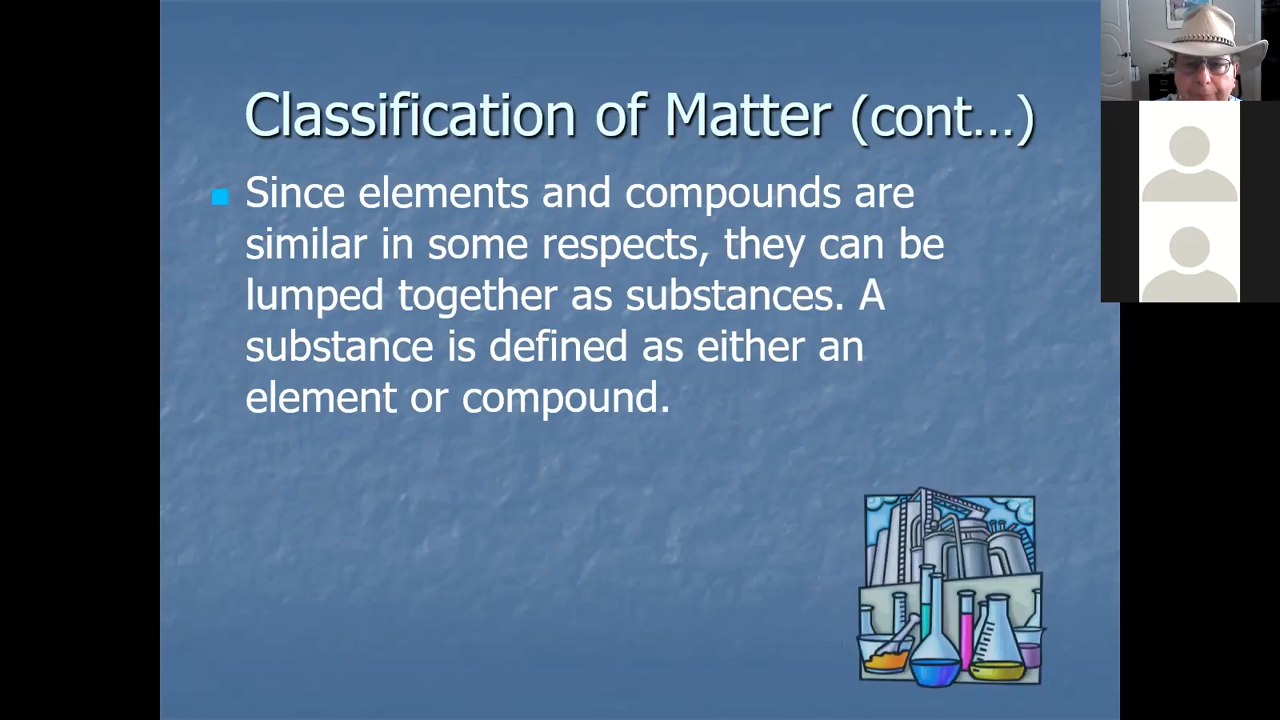 Classification of Matter (cont…)
Since elements and compounds are
similar in some respects, they can be
lumped together as substances. A
substance is defined as either an
element or compound.